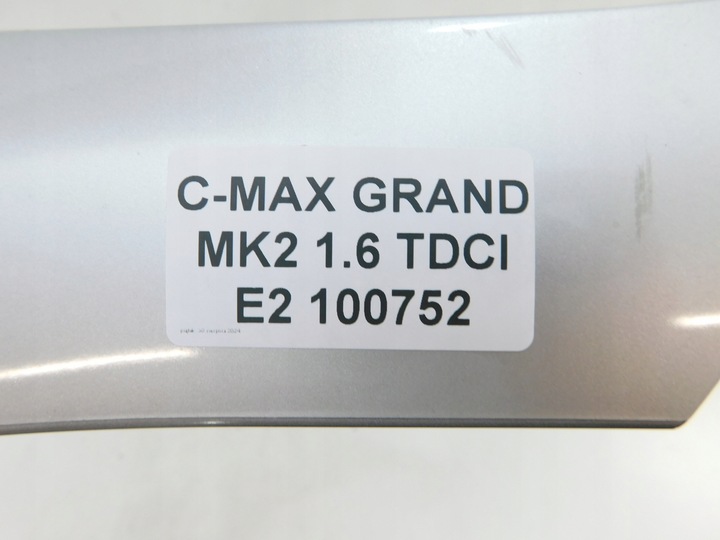 C-MAX GRAND
MK2 1.6 TDCI
E2 100752